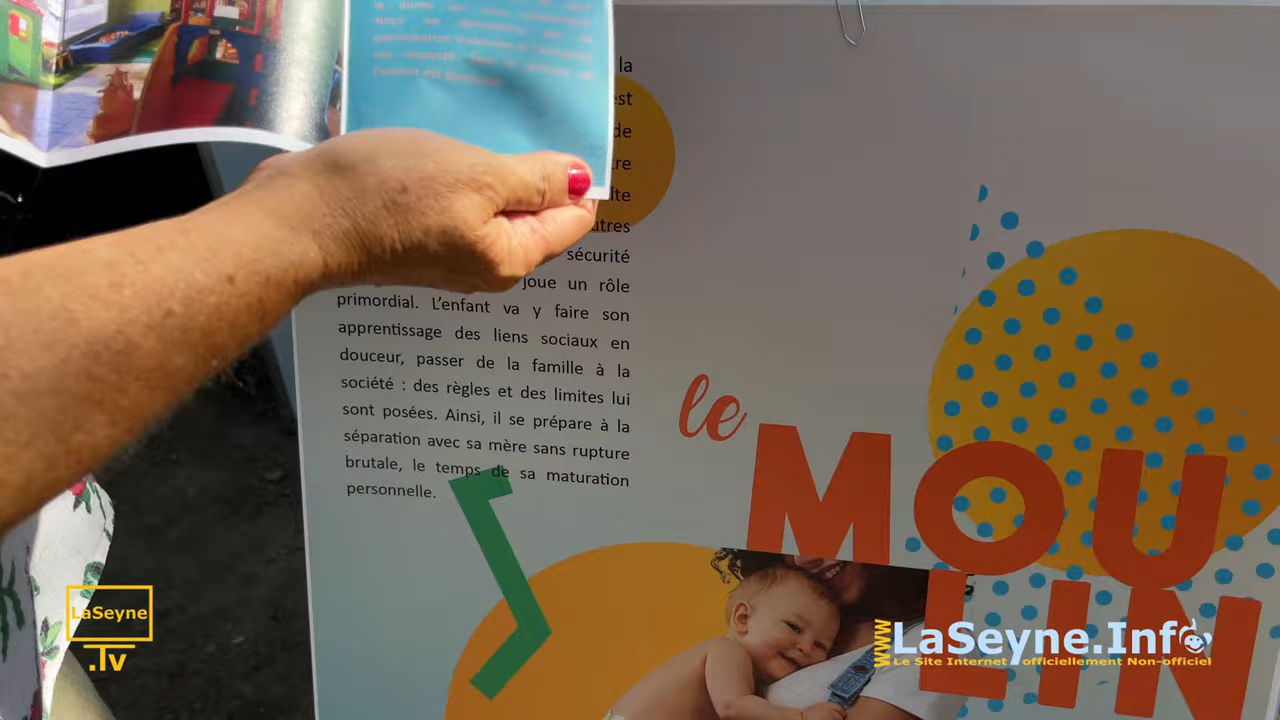 la
est
de
lte
utres
sécurité
joue un rôle
primordial. L’enfant va y faire son
apprentissage des liens sociaux en
douceur, passer de la famille à la
société : des règles et des limites lui
sont posées. Ainsi, il se prépare à la
séparation avec sa mère sans rupture
brutale, le temps de sa maturation
personnelle.
le
MOU
LIN
LaSeyne
.Tv
www LaSeyne.Info
Le Site Internet officiellement Non-officiel